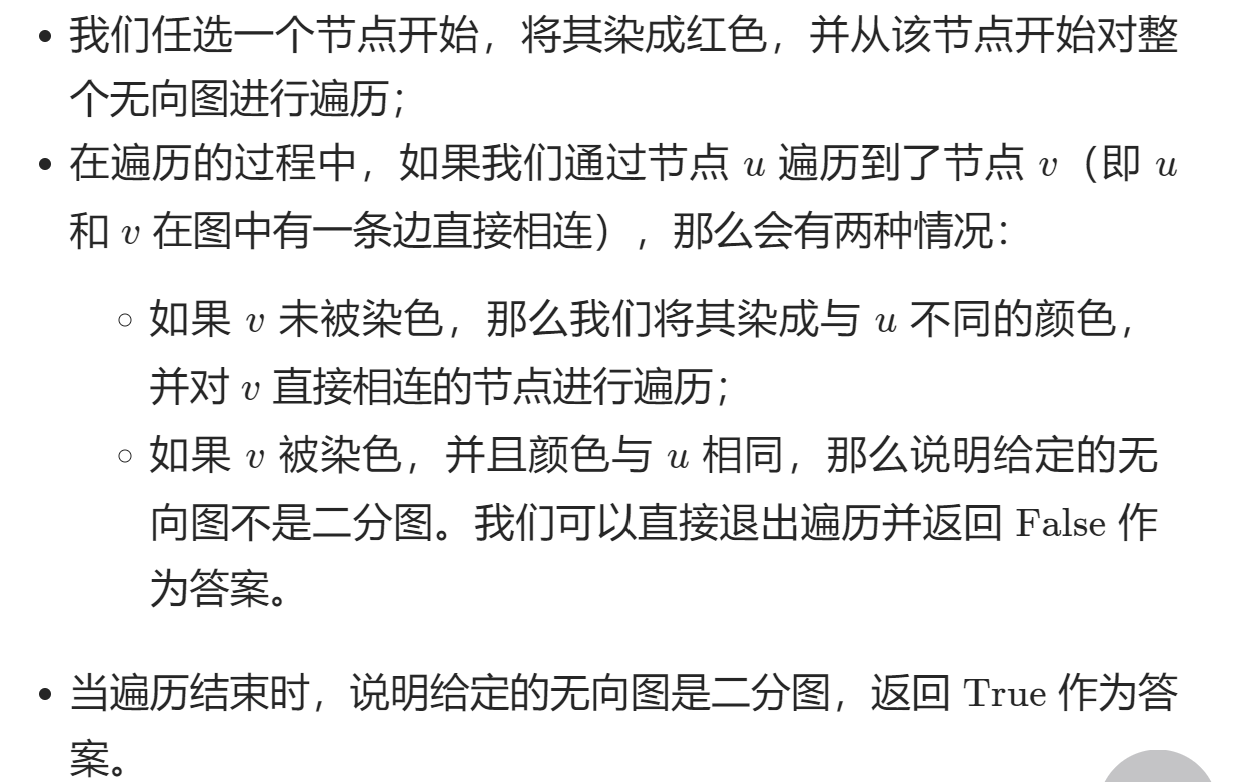 • 我们任选一个节点开始，将其染成红色，并从该节点开始对整
个无向图进行遍历；
• 在遍历的过程中，如果我们通过节点 u 遍历到了节点 v（即 u
和 v 在图中有一条边直接相连），那么会有两种情况：
◦ 如果 v 未被染色，那么我们将其染成与 u 不同的颜色，
并对 v 直接相连的节点进行遍历；
◦ 如果 v 被染色，并且颜色与 u 相同，那么说明给定的无
向图不是二分图。我们可以直接退出遍历并返回 False 作
为答案。
• 当遍历结束时，说明给定的无向图是二分图，返回 True 作为答
案。